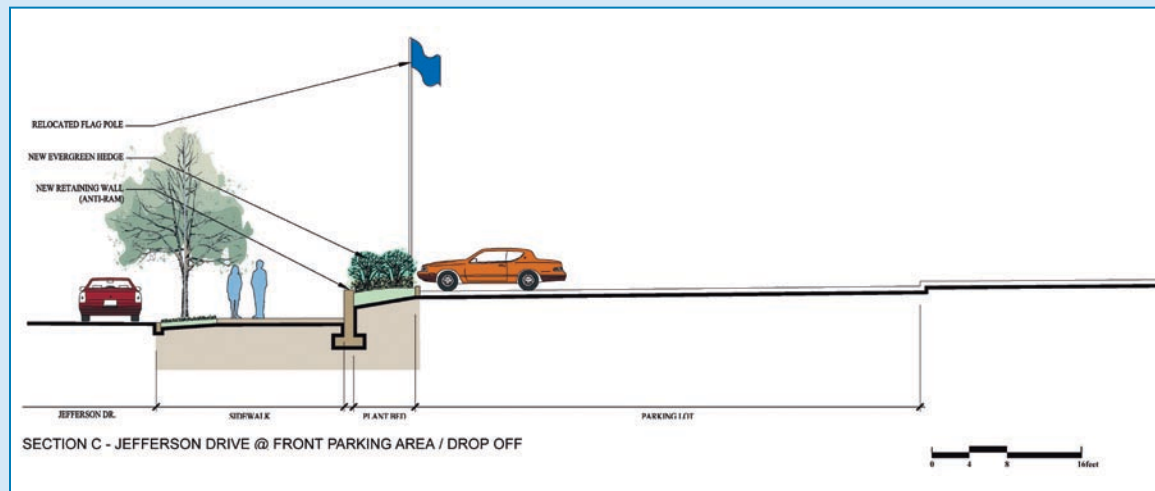 RELOCATED FLAG POLE
NEW EVERGREEN HEDGE
NEW RETAINING WALL
(ANTI-RAM)
JEFFERSON DR.
SIDEWALK
PLANT BED
PARKING LOT
SECTION C - JEFFERSON DRIVE @ FRONT PARKING AREA / DROP OFF
0 4 8 16feet